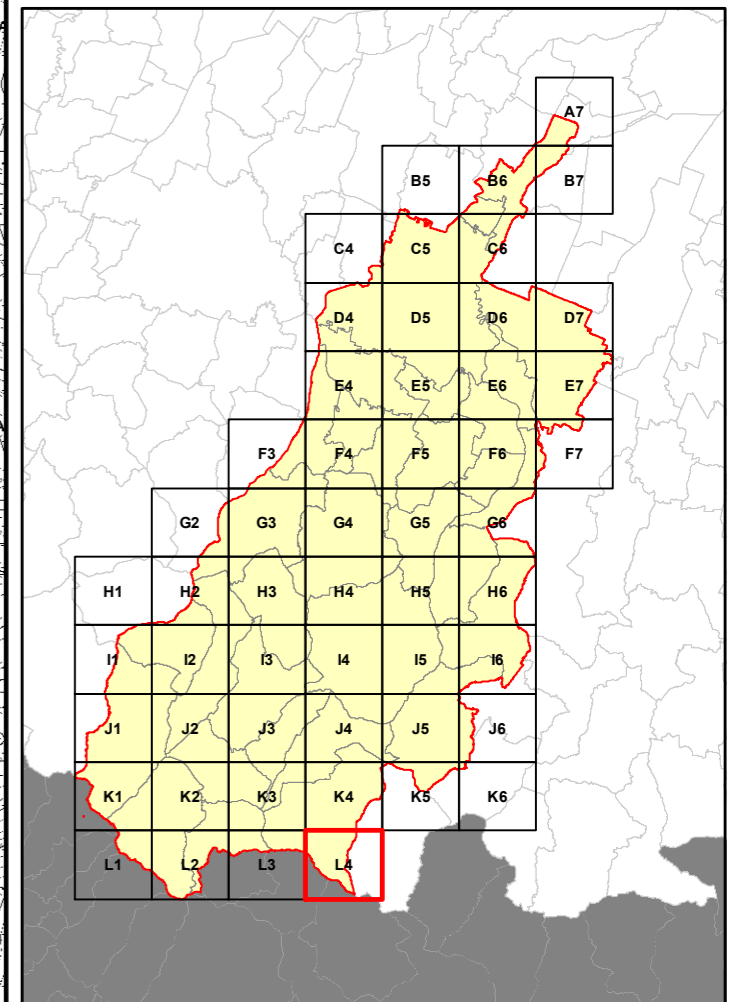 A7
B5 B6 B7
C4 C5 C6
D4 D5 D6 D7
E4 E5 E6 E7
F3 F4 F5 F6 F7
G2 G3 G4 G5 G6
H1 H2 H3 H4 H5 H6
I1 I2 I3 I4 I5 I6
J1 J2 J3 J4 J5 J6
K1 K2 K3 K4 K5 K6
L1 L2 L3 L4